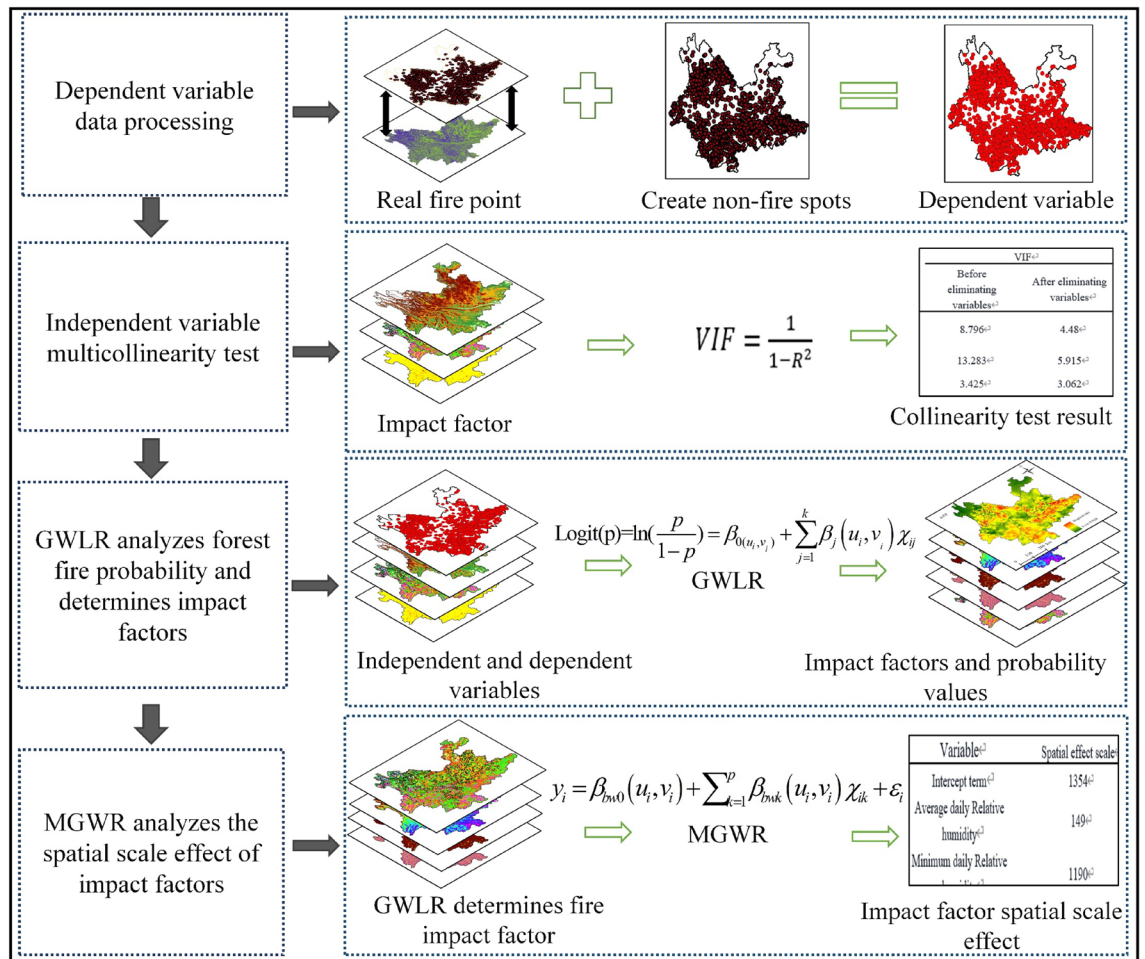 Dependent variable
data processing
Real fire point
Create non-fire spots
Dependent variable
Independent variable
multicollinearity test
Impact factor
VIF = 1 / 1−R²
VIF↵
Before
eliminating
variables↵
After eliminating
variables↵
8.796↵ 4.48↵
13.283↵ 5.915↵
3.425↵ 3.062↵
Collinearity test result
GWLR analyzes forest
fire probability and
determines impact
factors
Independent and dependent
variables
Logit(p)=ln(p/1−p)=β0(ui,vi)+∑j=1k βj(ui,vi)χij
GWLR
Impact factors and probability
values
MGWR analyzes the
spatial scale effect of
impact factors
GWLR determines fire
impact factor
yi = βbw0(ui,vi)+∑k=1p βbwk(ui,vi)χik+εi
MGWR
Variable↵ Spatial effect scale↵
Intercept term↵ 1354↵
Average daily Relative
humidity↵
149↵
Minimum daily Relative
1190↵
Impact factor spatial scale
effect